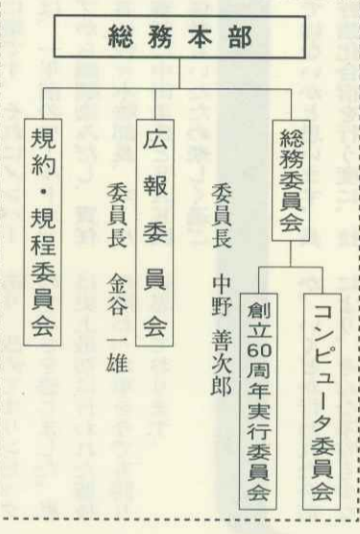 総務本部
総務委員会
コンピュータ委員会
創立60周年実行委員会
委員長 中野 善次郎
広報委員会
委員長 金谷 一雄
規約・規程委員会